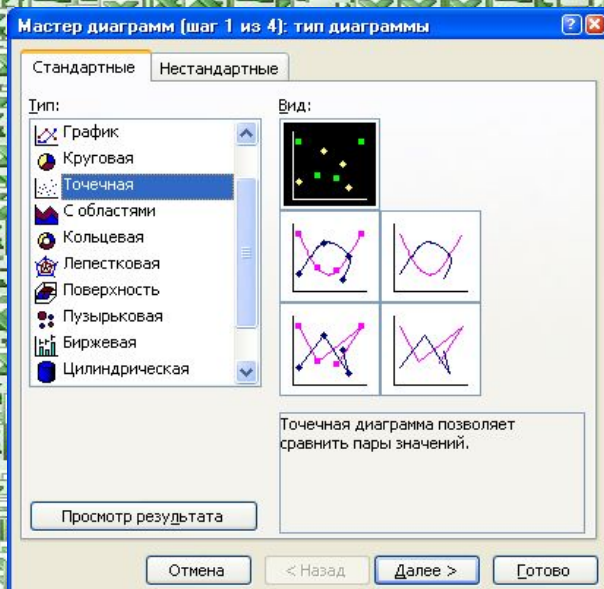 Мастер диаграмм (шаг 1 из 4): тип диаграммы
Стандартные Нестандартные
Тип: Вид:
График
Круговая
Точечная
С областями
Кольцевая
Лепестковая
Поверхность
Пузырьковая
Биржевая
Цилиндрическая
Точечная диаграмма позволяет
сравнить пары значений.
Просмотр результата
Отмена < Назад Далее > Готово